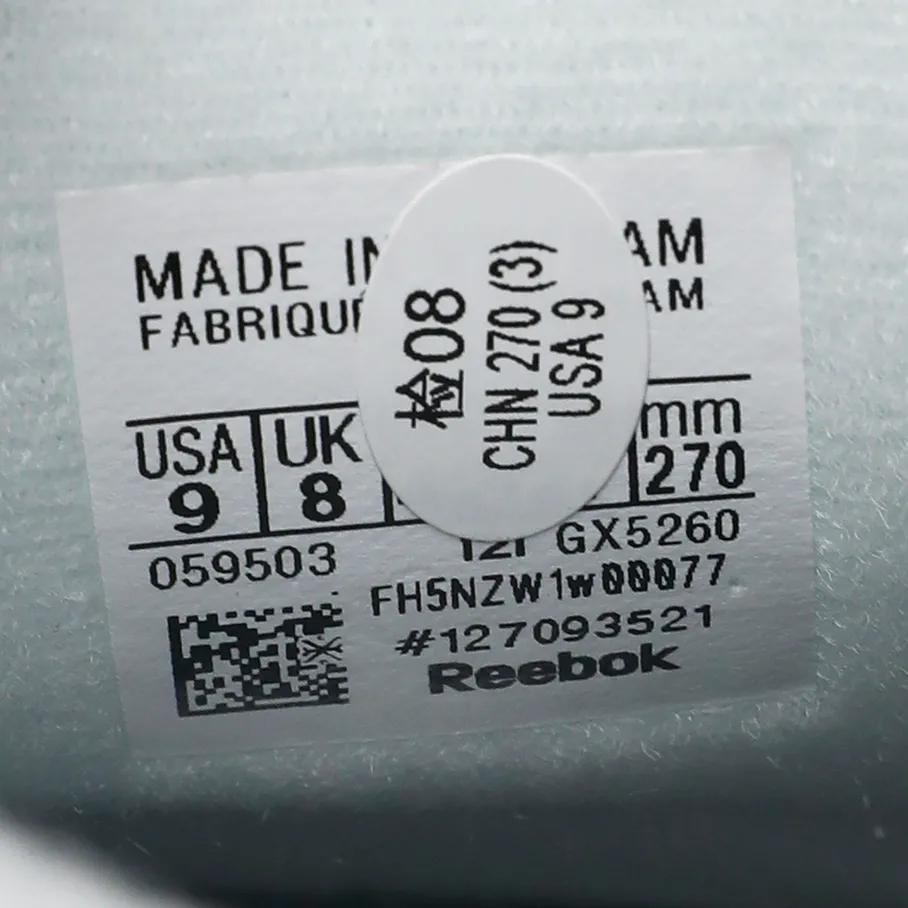 MADE IN AM
FABRIQU AM
检08
CHN 270 (3)
USA 9
USA UK mm
9 8 270
059503 GX5260
FH5NZW1w00077
#127093521
Reebok